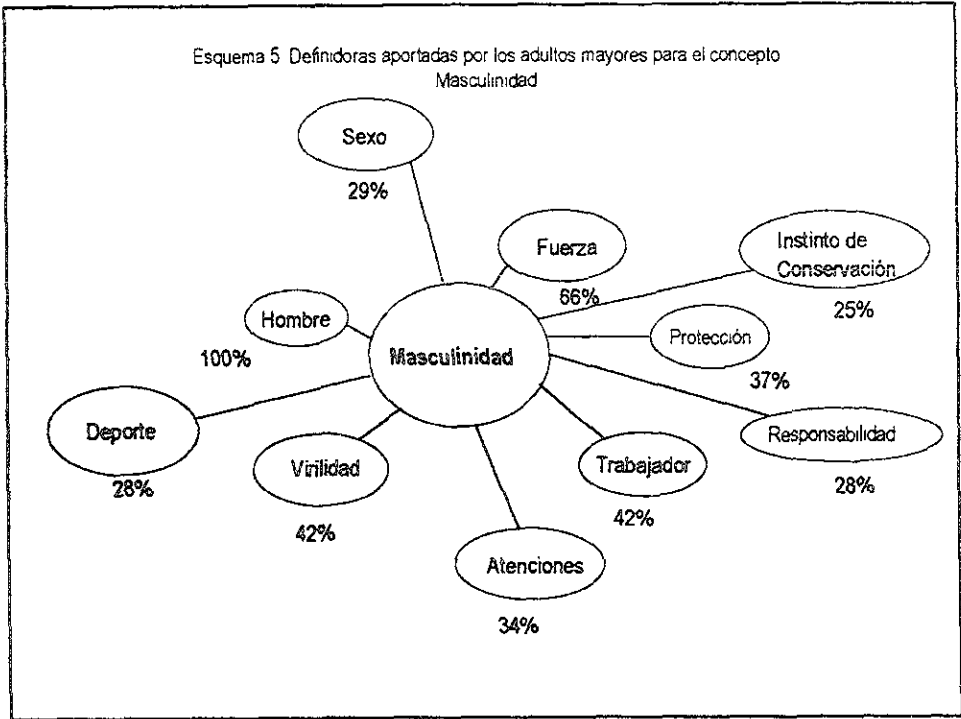 Esquema 5 Definidoras aportadas por los adultos mayores para el concepto
Masculinidad
Sexo
29%
Fuerza
66%
Instinto de
Conservación
25%
Hombre
100%
Masculinidad
Protección
37%
Deporte
28%
Virilidad
42%
Trabajador
42%
Responsabilidad
28%
Atenciones
34%